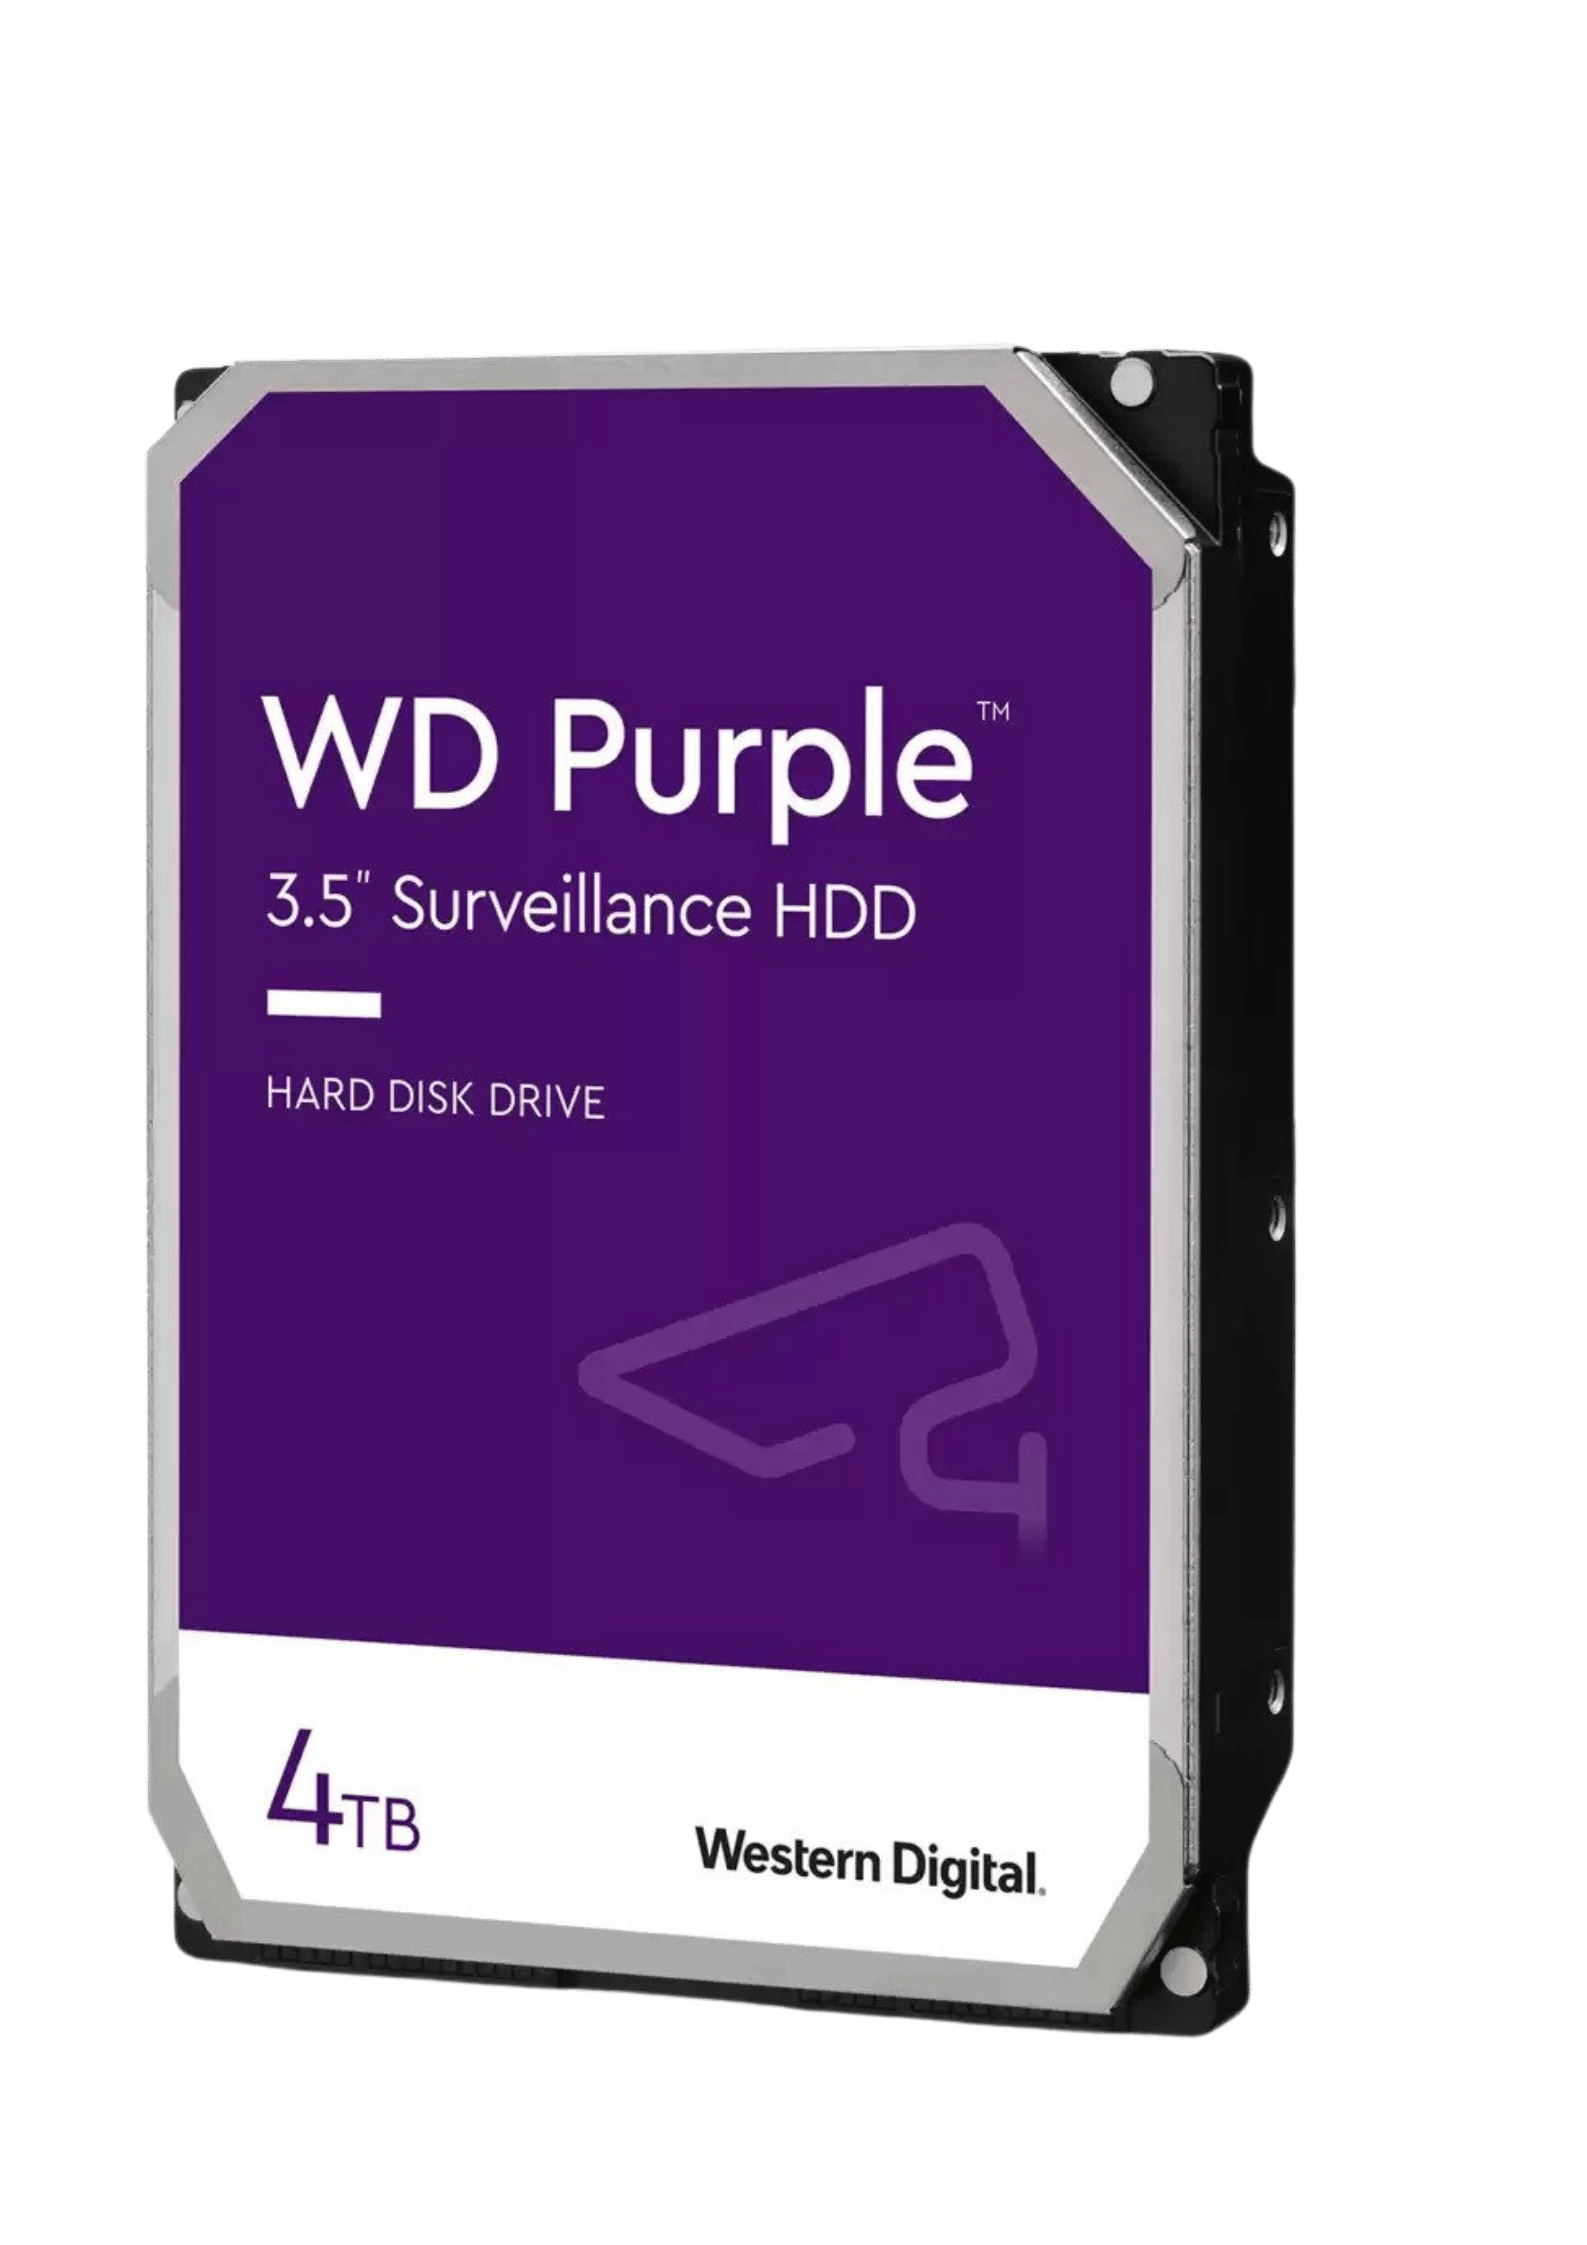 WD Purple™
3.5" Surveillance HDD
HARD DISK DRIVE
4TB
Western Digital®